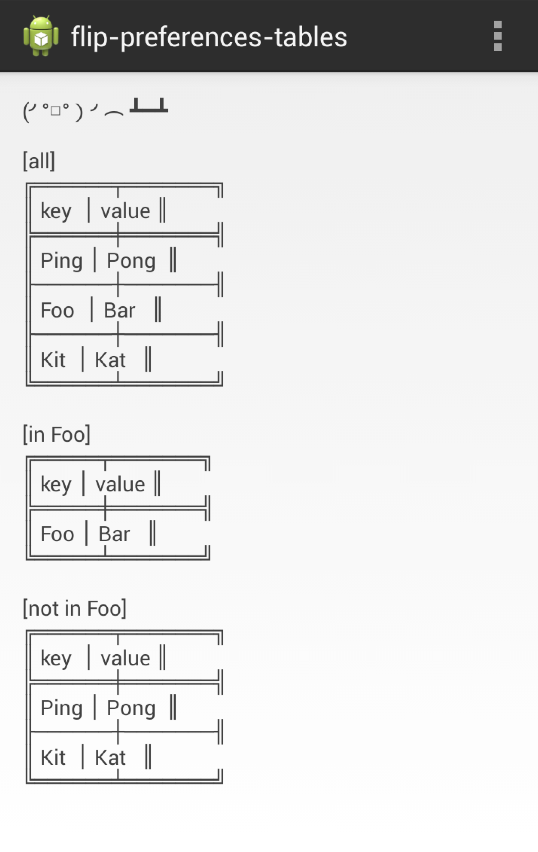 flip-preferences-tables
(╯°□°)╯︵ ┻━┻
[all]
╔══════╤════════╗
║ key │ value ║
╠══════╪════════╣
║ Ping │ Pong ║
╟──────┼────────╢
║ Foo │ Bar ║
╟──────┼────────╢
║ Kit │ Kat ║
╚══════╧════════╝
[in Foo]
╔═════╤════════╗
║ key │ value ║
╠═════╪════════╣
║ Foo │ Bar ║
╚═════╧════════╝
[not in Foo]
╔══════╤════════╗
║ key │ value ║
╠══════╪════════╣
║ Ping │ Pong ║
╟──────┼────────╢
║ Kit │ Kat ║
╚══════╧════════╝